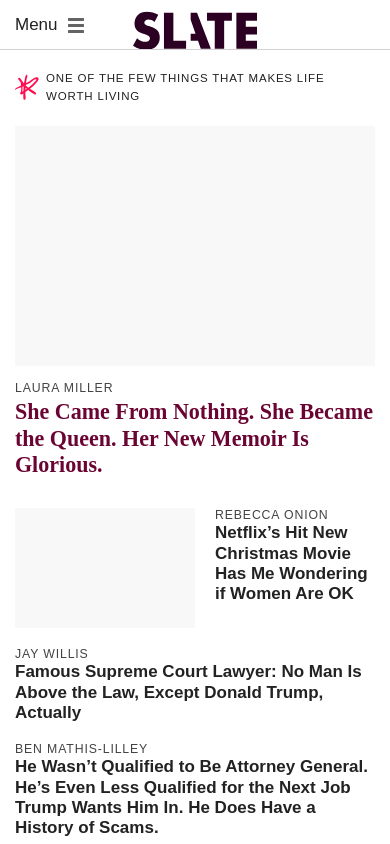 Menu
SLATE
ONE OF THE FEW THINGS THAT MAKES LIFE
WORTH LIVING
LAURA MILLER
She Came From Nothing. She Became
the Queen. Her New Memoir Is
Glorious.
REBECCA ONION
Netflix’s Hit New
Christmas Movie
Has Me Wondering
if Women Are OK
JAY WILLIS
Famous Supreme Court Lawyer: No Man Is
Above the Law, Except Donald Trump,
Actually
BEN MATHIS-LILLEY
He Wasn’t Qualified to Be Attorney General.
He’s Even Less Qualified for the Next Job
Trump Wants Him In. He Does Have a
History of Scams.